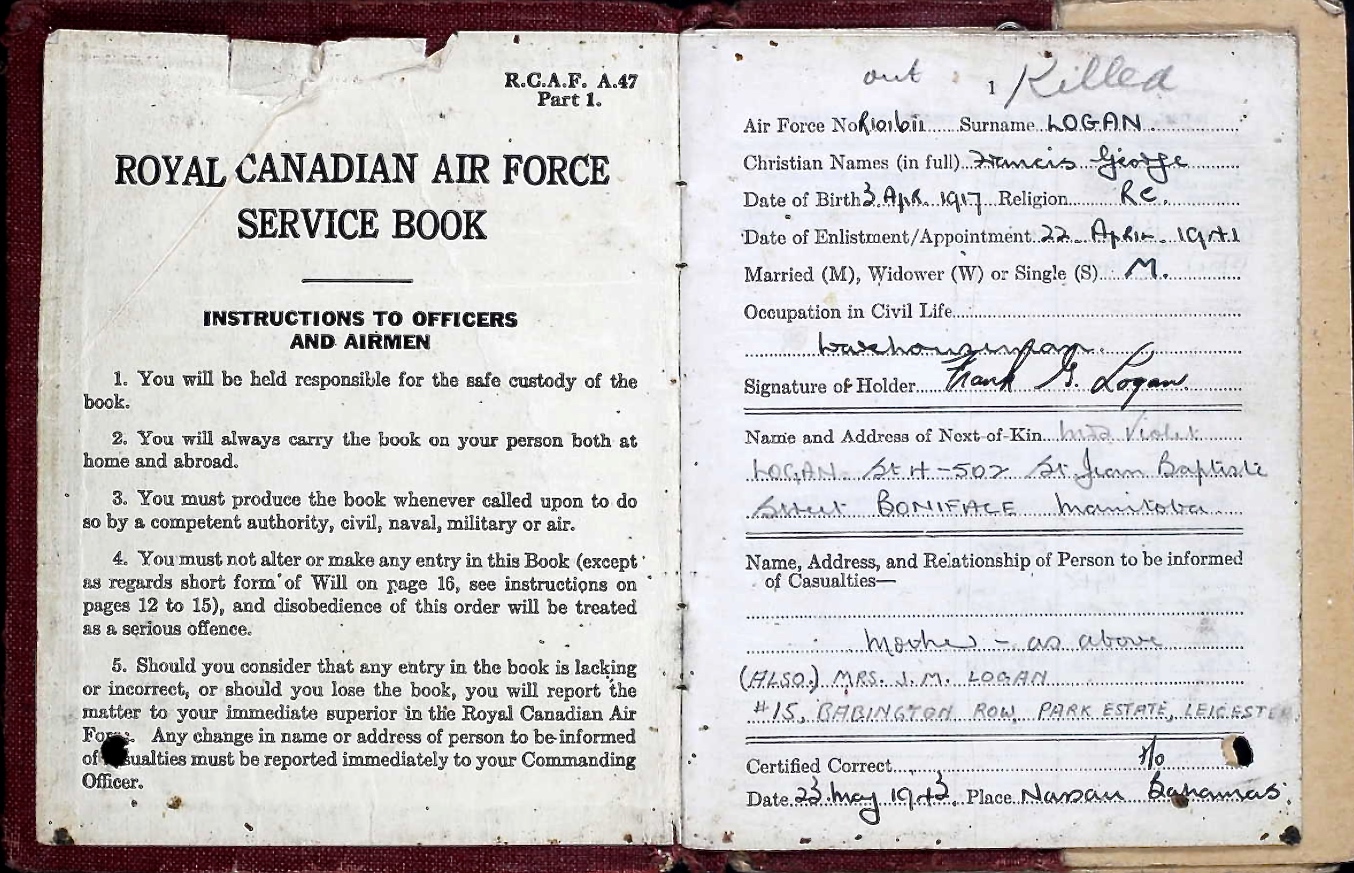 R.C.A.F. A.47
Part 1.
ROYAL CANADIAN AIR FORCE
SERVICE BOOK
INSTRUCTIONS TO OFFICERS
AND AIRMEN
1. You will be held responsible for the safe custody of the
book.
2. You will always carry the book on your person both at
home and abroad.
3. You must produce the book whenever called upon to do
so by a competent authority, civil, naval, military or air.
4. You must not alter or make any entry in this Book (except
as regards short form of Will on page 16, see instructions on
pages 12 to 15), and disobedience of this order will be treated
as a serious offence.
5. Should you consider that any entry in the book is lacking
or incorrect, or should you lose the book, you will report the
matter to your immediate superior in the Royal Canadian Air
Force. Any change in name or address of person to be informed
of Casualties must be reported immediately to your Commanding
Officer.
out 1 Killed
Air Force No R101611 Surname LOGAN
Christian Names (in full) Francis George
Date of Birth 3 Apr. 1917 Religion R.C.
Date of Enlistment/Appointment 22 April 1941
Married (M), Widower (W) or Single (S) M.
Occupation in Civil Life
Warehouseman.
Signature of Holder Frank G. Logan
Name and Address of Next-of-Kin Mrs Violet
LOGAN St H-502 St Jean Baptiste
Street BONIFACE Manitoba
Name, Address, and Relationship of Person to be informed
of Casualties—
Mother - as above
(ALSO.) MRS. J.M. LOGAN
#15, BABINGTON ROW, PARK ESTATE, LEICESTER
Certified Correct F/O
Date 23 May 1943 Place Nassau Bahamas